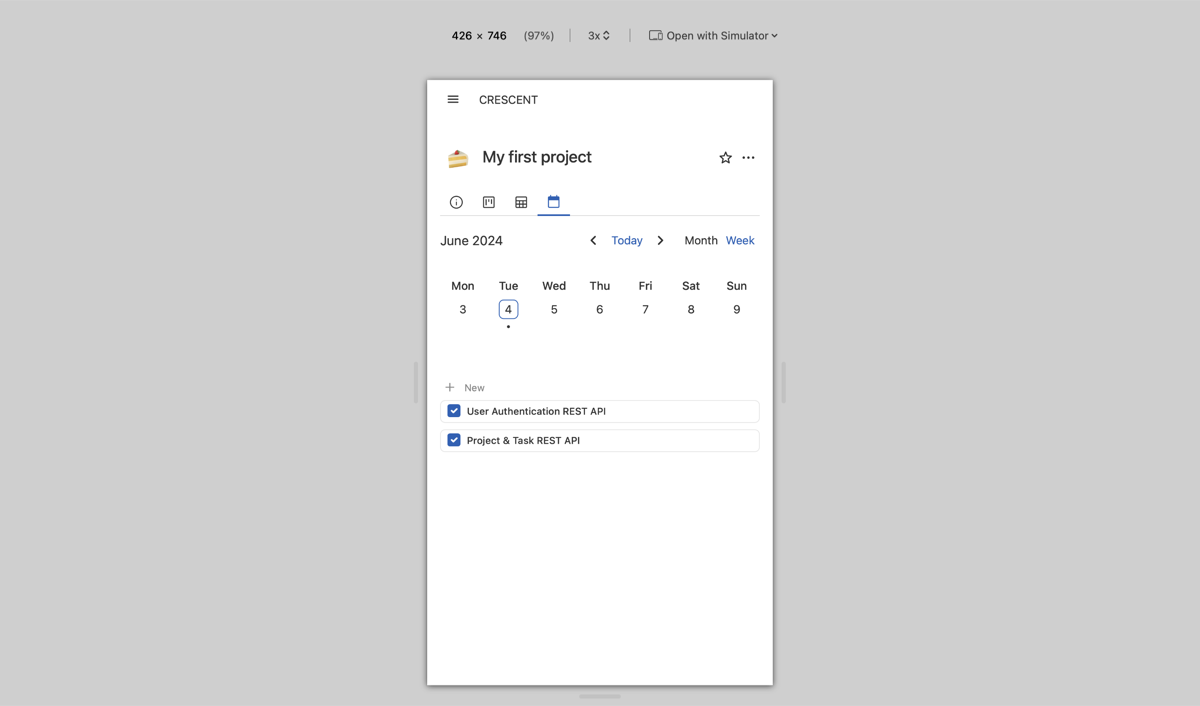 426 × 746 (97%) 3x Open with Simulator
CRESCENT
My first project
June 2024 Today Month Week
Mon Tue Wed Thu Fri Sat Sun
3 4 5 6 7 8 9
New
User Authentication REST API
Project & Task REST API